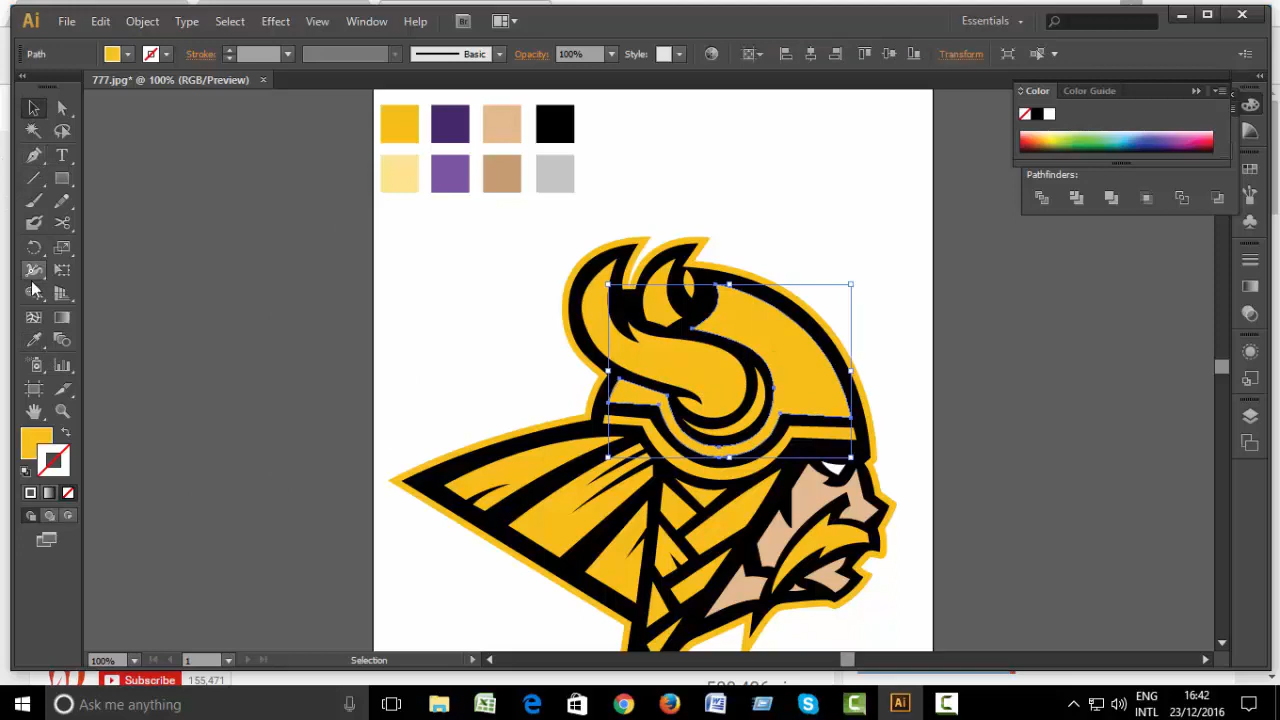 Ai File Edit Object Type Select Effect View Window Help Br Essentials
Path Stroke: Basic Opacity: 100% Style: Transform
777.jpg* @ 100% (RGB/Preview)
Color Color Guide
Pathfinders:
100% 1 Selection
Subscribe 155,471
Ask me anything
ENG 16:42
INTL 23/12/2016